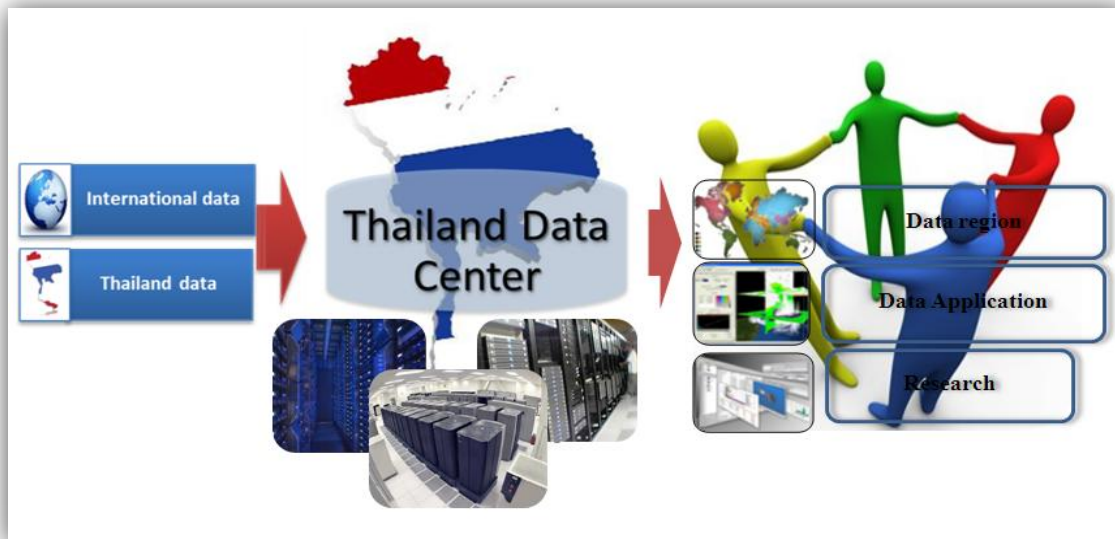 International data
Thailand data
Thailand Data
Center
Data region
Data Application
Research